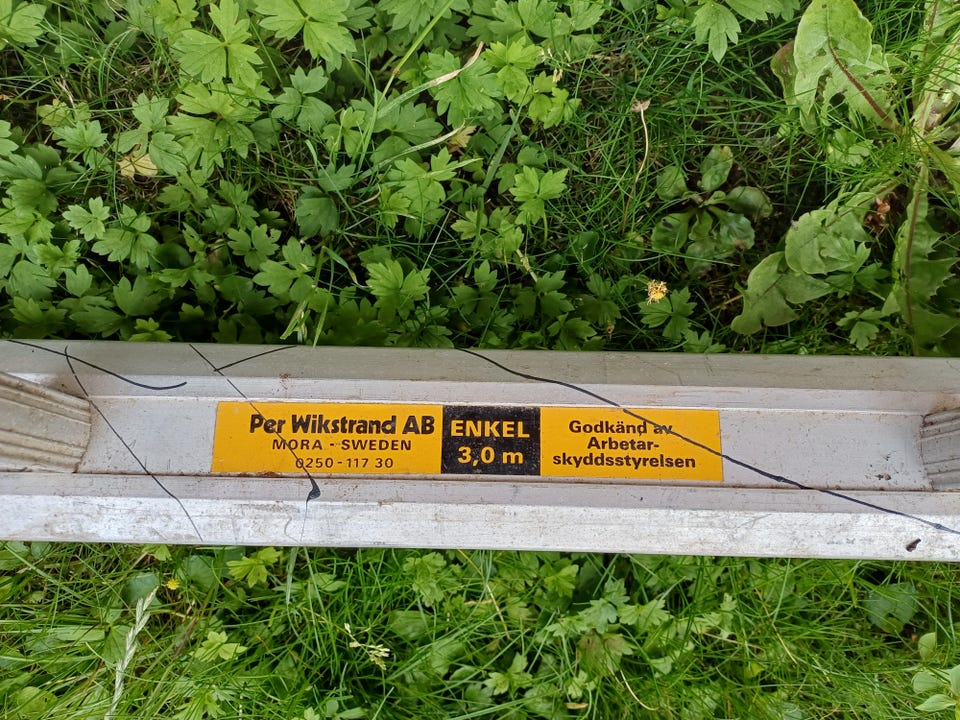 Per Wikstrand AB
MORA - SWEDEN
0250-117 30
ENKEL
3,0 m
Godkänd av
Arbetar-
skyddsstyrelsen